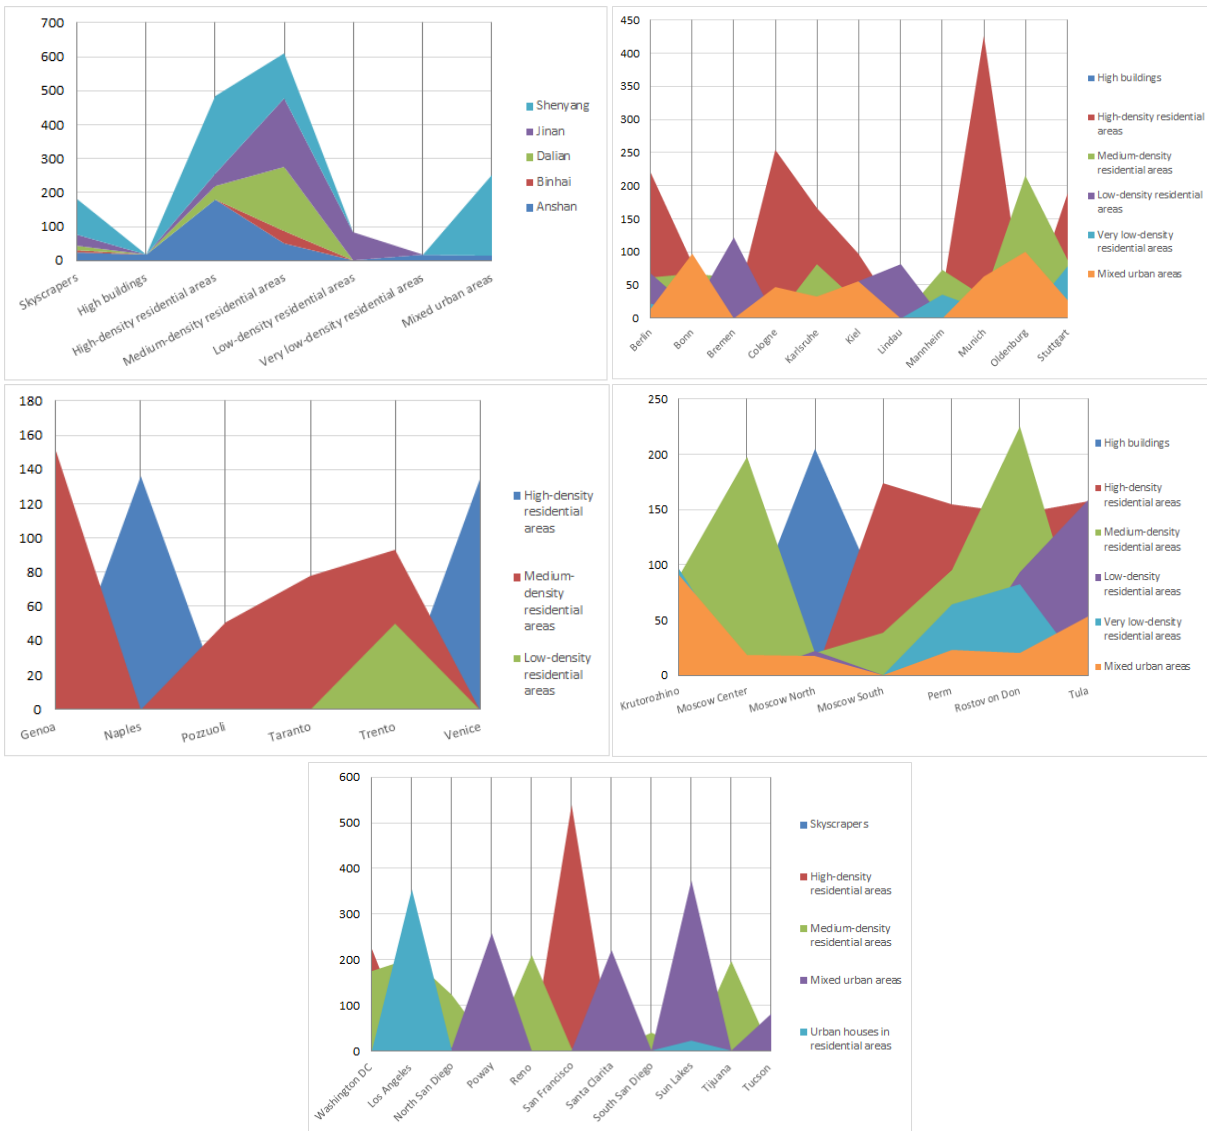 700
600
500
400
300
200
100
0
Skyscrapers
High buildings
High-density residential areas
Medium-density residential areas
Low-density residential areas
Very low-density residential areas
Mixed urban areas
Shenyang
Jinan
Dalian
Binhai
Anshan
450
400
350
300
250
200
150
100
50
0
Berlin
Bonn
Bremen
Cologne
Karlsruhe
Kiel
Lindau
Mannheim
Munich
Oldenburg
Stuttgart
High buildings
High-density residential
areas
Medium-density
residential areas
Low-density residential
areas
Very low-density
residential areas
Mixed urban areas
180
160
140
120
100
80
60
40
20
0
Genoa
Naples
Pozzuoli
Taranto
Trento
Venice
High-density
residential
areas
Medium-
density
residential
areas
Low-density
residential
areas
250
200
150
100
50
0
Krutorozhino
Moscow Center
Moscow North
Moscow South
Perm
Rostov on Don
Tula
High buildings
High-density
residential areas
Medium-density
residential areas
Low-density
residential areas
Very low-density
residential areas
Mixed urban areas
600
500
400
300
200
100
0
Washington DC
Los Angeles
North San Diego
Poway
Reno
San Francisco
Santa Clarita
South San Diego
Sun Lakes
Tijuana
Tucson
Skyscrapers
High-density
residential areas
Medium-density
residential areas
Mixed urban areas
Urban houses in
residential areas